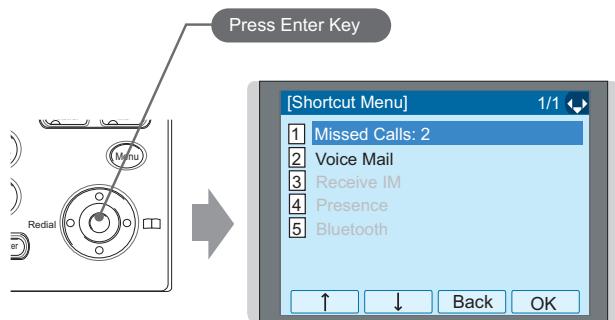 Press Enter Key
Menu
Redial
er
[Shortcut Menu] 1/1
1 Missed Calls: 2
2 Voice Mail
3 Receive IM
4 Presence
5 Bluetooth
↑ ↓ Back OK